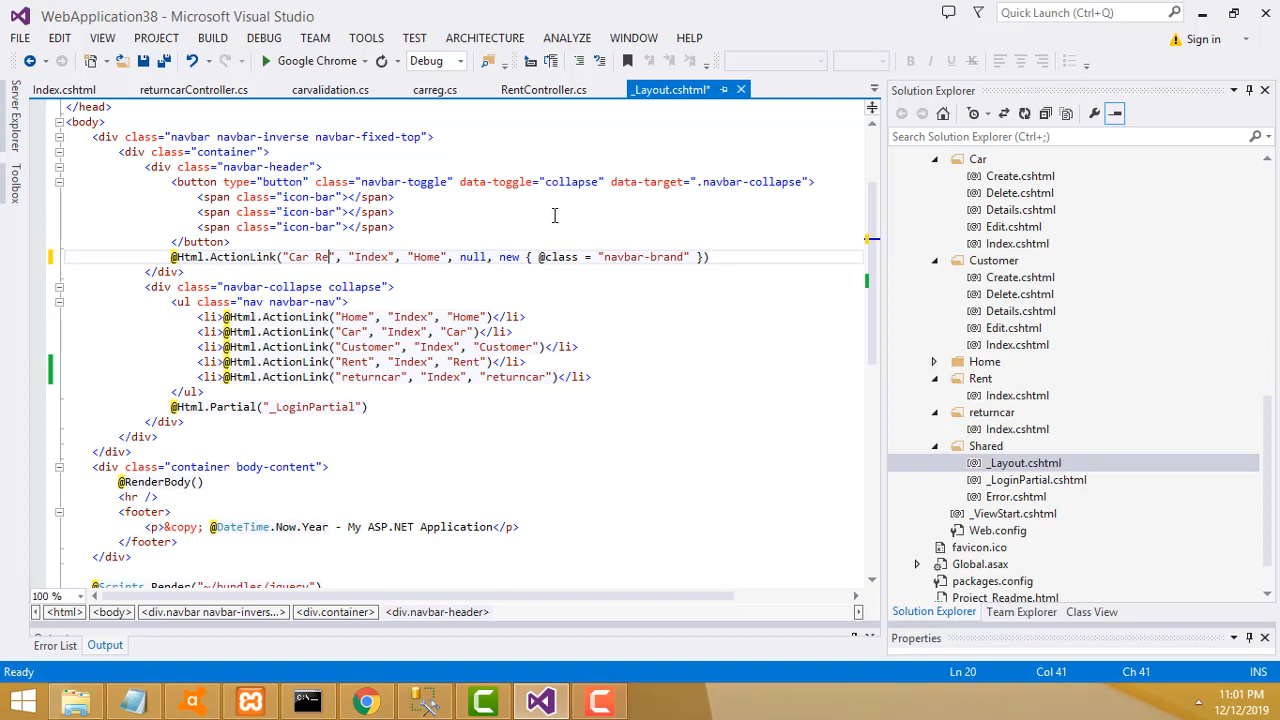 WebApplication38 - Microsoft Visual Studio
Quick Launch (Ctrl+Q)
FILE EDIT VIEW PROJECT BUILD DEBUG TEAM TOOLS TEST ARCHITECTURE ANALYZE WINDOW HELP
Sign in
Google Chrome
Debug
Server Explorer
Toolbox
Index.cshtml returncarController.cs carvalidation.cs carreg.cs RentController.cs _Layout.cshtml*
</head>
<body>
<div class="navbar navbar-inverse navbar-fixed-top">
<div class="container">
<div class="navbar-header">
<button type="button" class="navbar-toggle" data-toggle="collapse" data-target=".navbar-collapse">
<span class="icon-bar"></span>
<span class="icon-bar"></span>
<span class="icon-bar"></span>
</button>
@Html.ActionLink("Car Re", "Index", "Home", null, new { @class = "navbar-brand" })
</div>
<div class="navbar-collapse collapse">
<ul class="nav navbar-nav">
<li>@Html.ActionLink("Home", "Index", "Home")</li>
<li>@Html.ActionLink("Car", "Index", "Car")</li>
<li>@Html.ActionLink("Customer", "Index", "Customer")</li>
<li>@Html.ActionLink("Rent", "Index", "Rent")</li>
<li>@Html.ActionLink("returncar", "Index", "returncar")</li>
</ul>
@Html.Partial("_LoginPartial")
</div>
</div>
</div>
<div class="container body-content">
@RenderBody()
<hr />
<footer>
<p>&copy; @DateTime.Now.Year - My ASP.NET Application</p>
</footer>
</div>
@Scripts.Render("~/bundles/jquery")
100 %
<html> <body> <div.navbar navbar-invers...> <div.container> <div.navbar-header>
Error List Output
Solution Explorer
Search Solution Explorer (Ctrl+;)
Car
Create.cshtml
Delete.cshtml
Details.cshtml
Edit.cshtml
Index.cshtml
Customer
Create.cshtml
Delete.cshtml
Details.cshtml
Edit.cshtml
Index.cshtml
Home
Rent
Index.cshtml
returncar
Index.cshtml
Shared
_Layout.cshtml
_LoginPartial.cshtml
Error.cshtml
_ViewStart.cshtml
Web.config
favicon.ico
Global.asax
packages.config
Project_Readme.html
Solution Explorer Team Explorer Class View
Properties
Ready
Ln 20 Col 41 Ch 41 INS
11:01 PM
12/12/2019